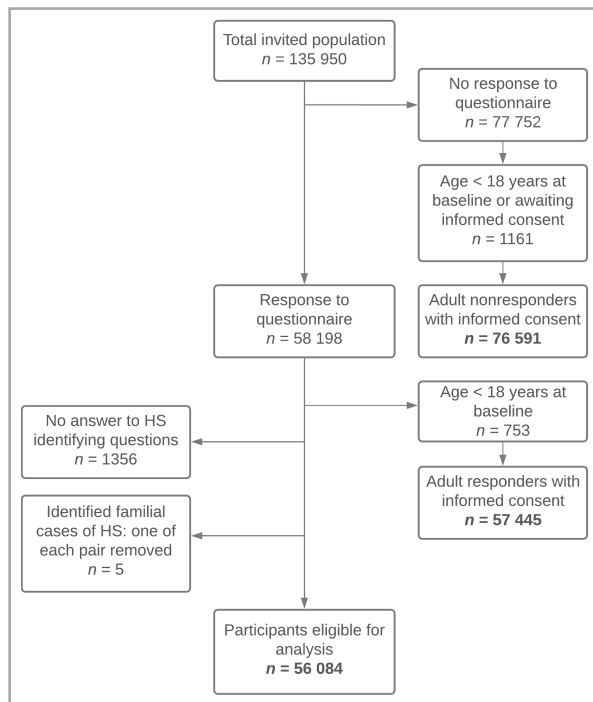 Total invited population
n = 135 950
No response to
questionnaire
n = 77 752
Age < 18 years at
baseline or awaiting
informed consent
n = 1161
Adult nonresponders
with informed consent
n = 76 591
Response to
questionnaire
n = 58 198
Age < 18 years at
baseline
n = 753
Adult responders with
informed consent
n = 57 445
No answer to HS
identifying questions
n = 1356
Identified familial
cases of HS: one of
each pair removed
n = 5
Participants eligible for
analysis
n = 56 084